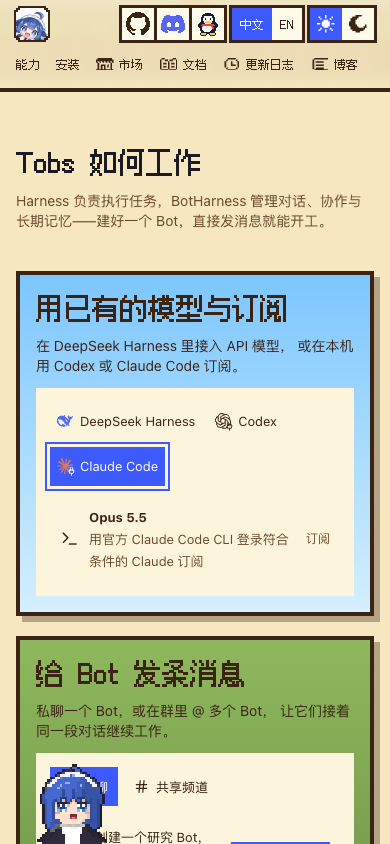 中文 EN
能力 安装 市场 文档 更新日志 博客
Tobs 如何工作
Harness 负责执行任务，BotHarness 管理对话、协作与
长期记忆——建好一个 Bot，直接发消息就能开工。
用已有的模型与订阅
在 DeepSeek Harness 里接入 API 模型， 或在本机
用 Codex 或 Claude Code 订阅。
DeepSeek Harness Codex
Claude Code
Opus 5.5
用官方 Claude Code CLI 登录符合 订阅
条件的 Claude 订阅
给 Bot 发条消息
私聊一个 Bot，或在群里 @ 多个 Bot， 让它们接着
同一段对话继续工作。
# 共享频道
创建一个研究 Bot，